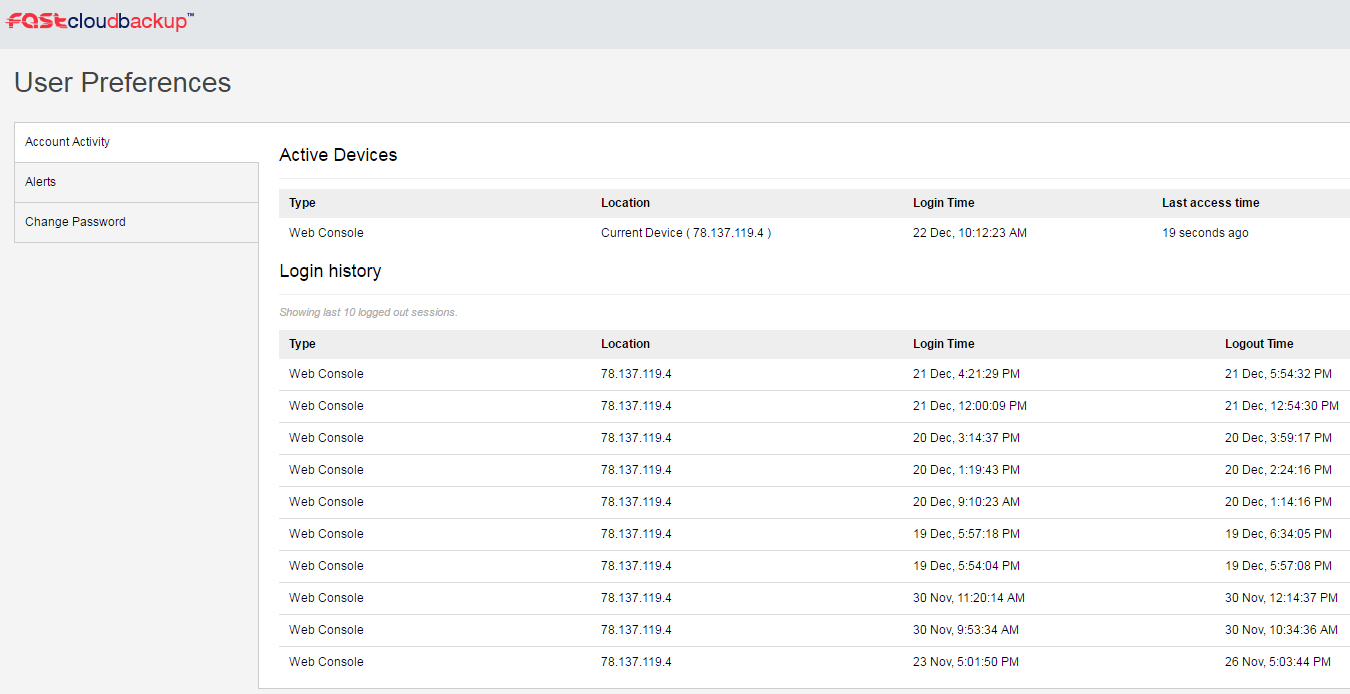 Fastcloudbackup™
User Preferences
Account Activity
Alerts
Change Password
Active Devices
Type Location Login Time Last access time
Web Console Current Device ( 78.137.119.4 ) 22 Dec, 10:12:23 AM 19 seconds ago
Login history
Showing last 10 logged out sessions.
Type Location Login Time Logout Time
Web Console 78.137.119.4 21 Dec, 4:21:29 PM 21 Dec, 5:54:32 PM
Web Console 78.137.119.4 21 Dec, 12:00:09 PM 21 Dec, 12:54:30 PM
Web Console 78.137.119.4 20 Dec, 3:14:37 PM 20 Dec, 3:59:17 PM
Web Console 78.137.119.4 20 Dec, 1:19:43 PM 20 Dec, 2:24:16 PM
Web Console 78.137.119.4 20 Dec, 9:10:23 AM 20 Dec, 1:14:16 PM
Web Console 78.137.119.4 19 Dec, 5:57:18 PM 19 Dec, 6:34:05 PM
Web Console 78.137.119.4 19 Dec, 5:54:04 PM 19 Dec, 5:57:08 PM
Web Console 78.137.119.4 30 Nov, 11:20:14 AM 30 Nov, 12:14:37 PM
Web Console 78.137.119.4 30 Nov, 9:53:34 AM 30 Nov, 10:34:36 AM
Web Console 78.137.119.4 23 Nov, 5:01:50 PM 26 Nov, 5:03:44 PM